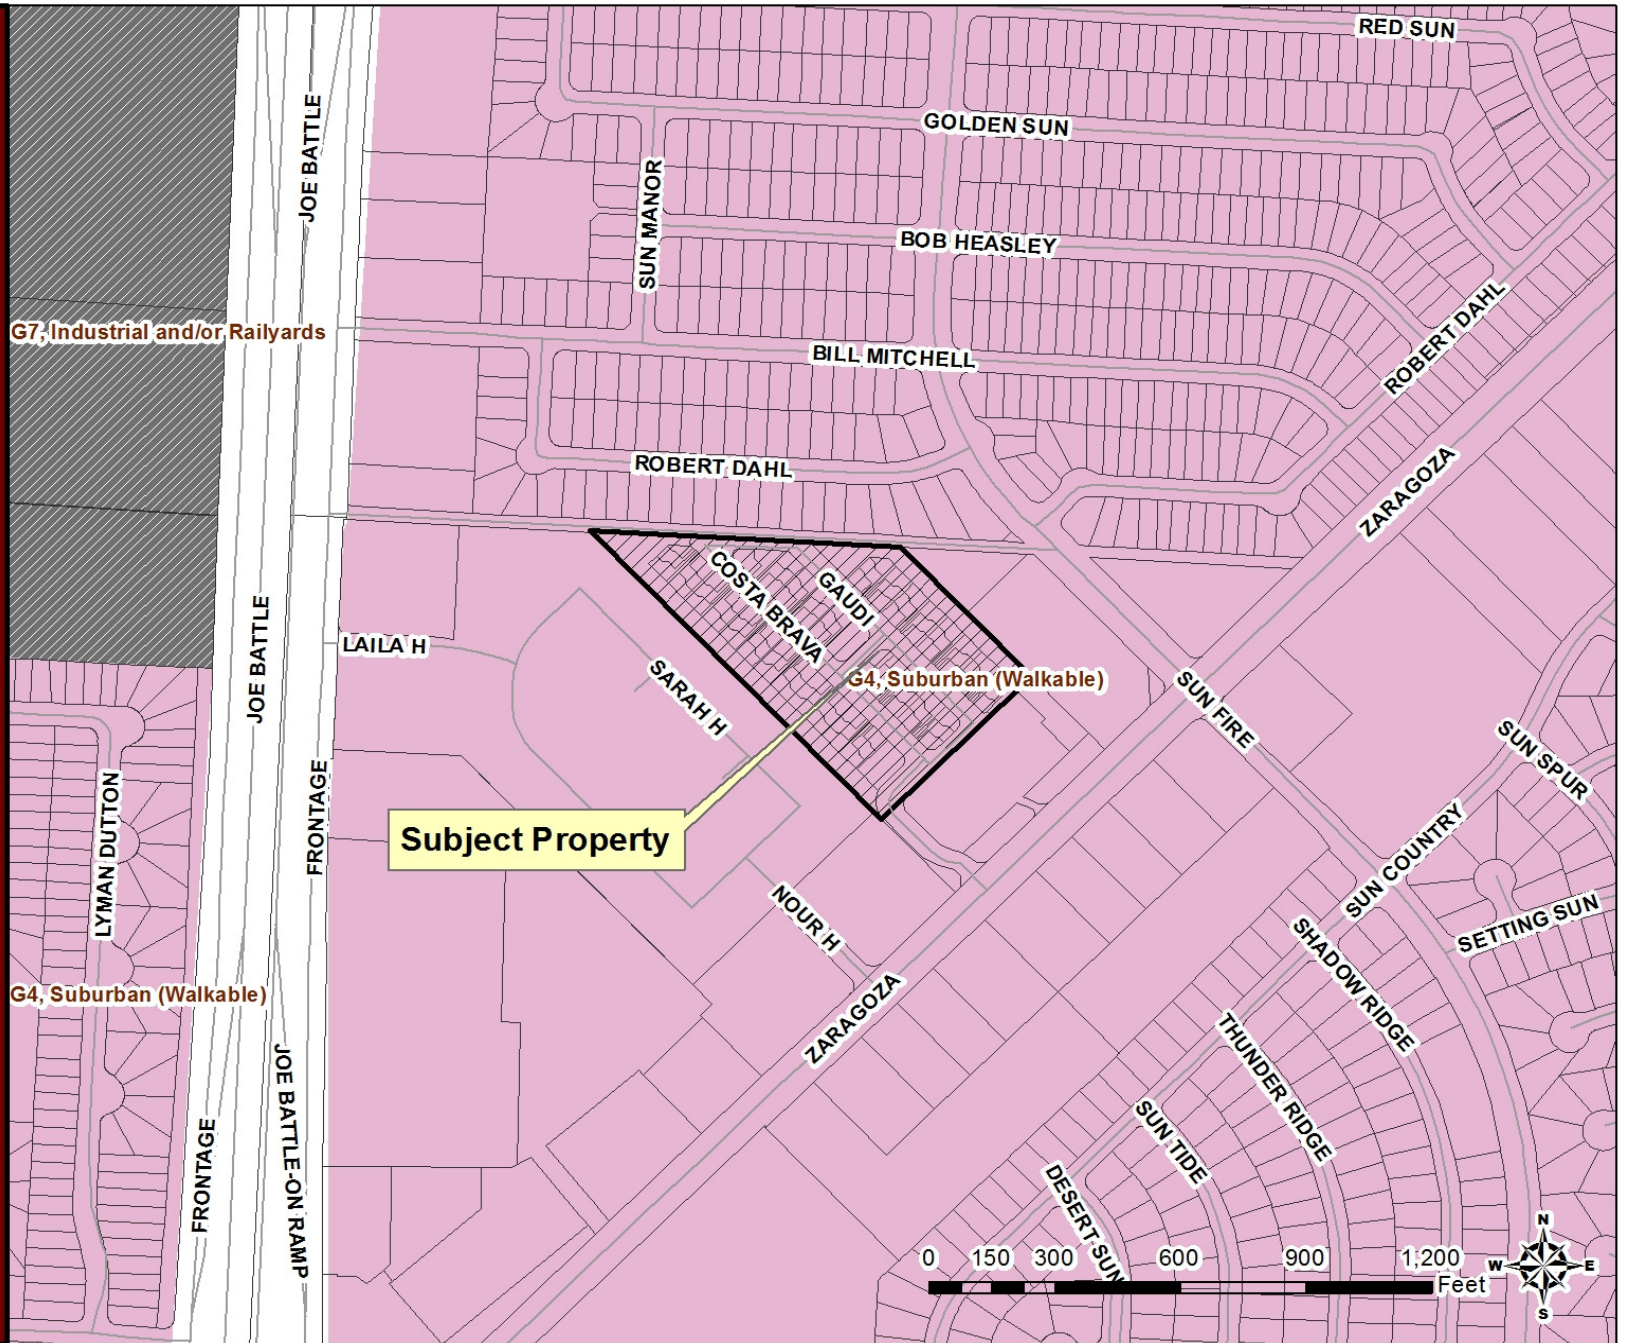 RED SUN
JOE BATTLE
GOLDEN SUN
SUN MANOR
BOB HEASLEY
G7, Industrial and/or Railyards
ROBERT DAHL
BILL MITCHELL
ROBERT DAHL
ZARAGOZA
COSTA BRAVA
GAUDI
JOE BATTLE
LAILA H
SARAH H
G4, Suburban (Walkable)
SUN FIRE
SUN SPUR
LYMAN DUTTON
FRONTAGE
Subject Property
SUN COUNTRY
NOUR H
SETTING SUN
SHADOW RIDGE
G4, Suburban (Walkable)
ZARAGOZA
THUNDER RIDGE
JOE BATTLE-ON RAMP
SUN TIDE
FRONTAGE
DESERT SUN
0 150 300 600 900 1,200
Feet
N
W E
S